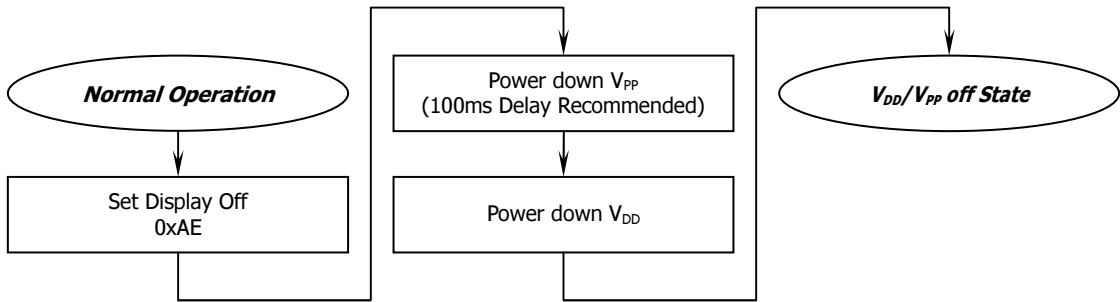 Normal Operation
Set Display Off
0xAE
Power down VPP
(100ms Delay Recommended)
Power down VDD
VDD/VPP off State